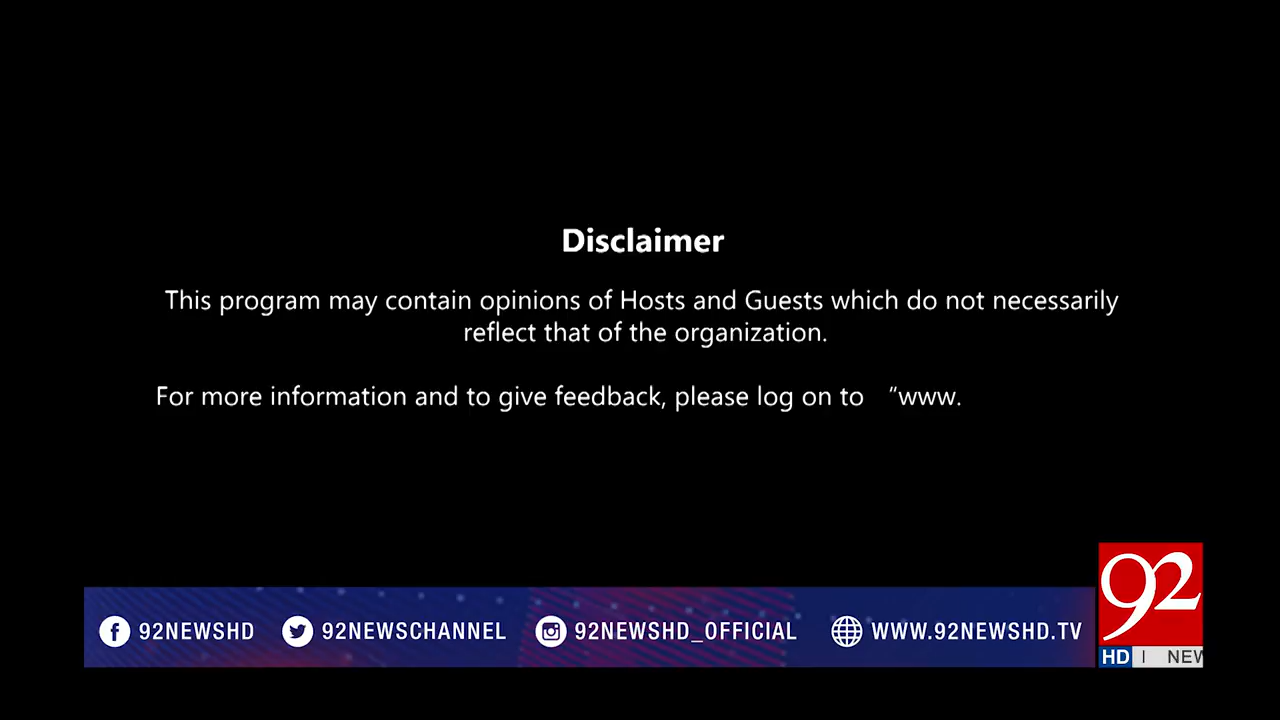 Disclaimer
This program may contain opinions of Hosts and Guests which do not necessarily
reflect that of the organization.
For more information and to give feedback, please log on to “www.
92NEWSHD
92NEWSCHANNEL
92NEWSHD_OFFICIAL
WWW.92NEWSHD.TV
92
HD NEW